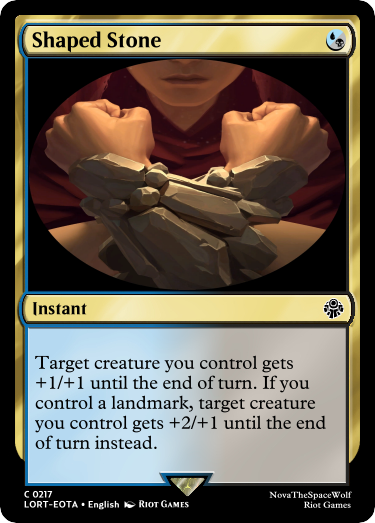 Shaped Stone
Instant
Target creature you control gets
+1/+1 until the end of turn. If you
control a landmark, target creature
you control gets +2/+1 until the end
of turn instead.
C 0217
LORT-EOTA • English Riot Games
NovaTheSpaceWolf
Riot Games